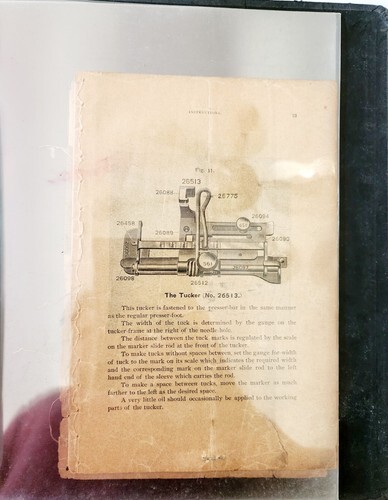 Fig. 11.
26513
26088
25775
26468
26094
26089
564
26098
26512
The Tucker (No. 26513.)
This tucker is fastened to the presser-bar in the same manner
as the regular presser-foot.
The width of the tuck is determined by the gauge on the
tucker-frame at the right of the needle-hole.
The distance between the tuck marks is regulated by the scale
on the marker slide rod at the front of the tucker.
To make tucks without spaces between, set the gauge for width
of tuck to the mark on its scale which indicates the required width
and the corresponding mark on the marker slide rod to the left
hand end of the sleeve which carries the rod.
To make a space between tucks, move the marker as much
farther to the left as the desired space.
A very little oil should occasionally be applied to the working
parts of the tucker.